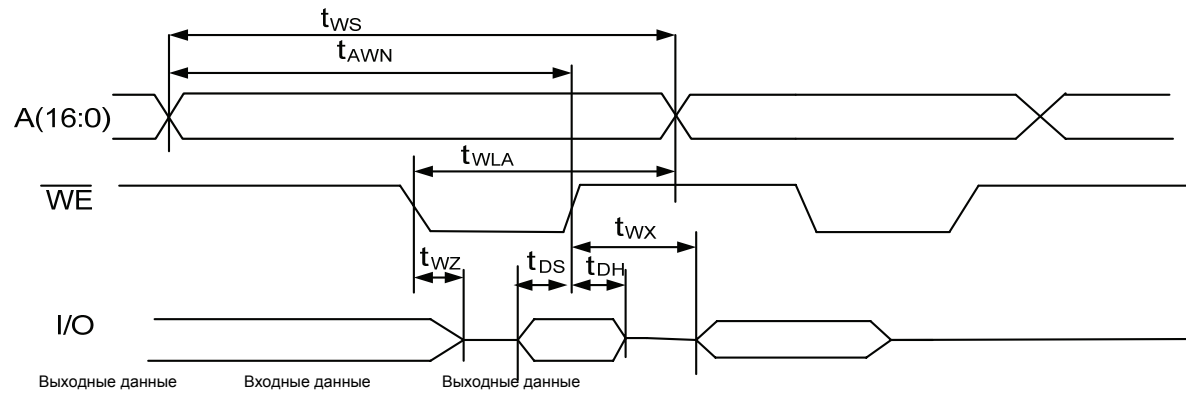 tWS
tAWN
A(16:0)
tWLA
WE
tWX
tWZ
tDS
tDH
I/O
Выходные данные Входные данные Выходные данные